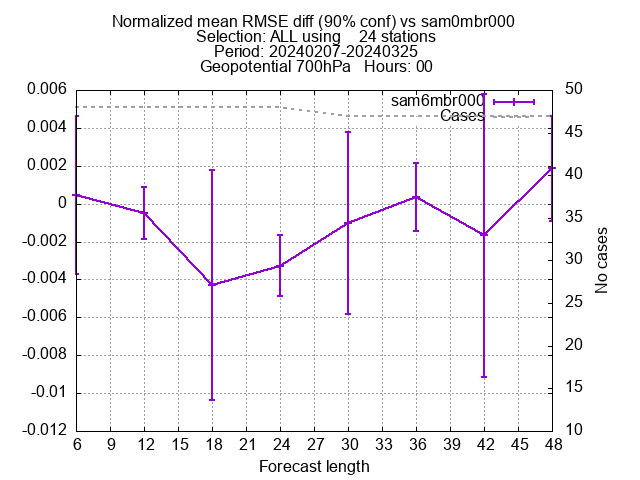 Normalized mean RMSE diff (90% conf) vs sam0mbr000
Selection: ALL using    24 stations
Period: 20240207-20240325
Geopotential 700hPa   Hours: 00
sam6mbr000
Cases
0.006
0.004
0.002
0
-0.002
-0.004
-0.006
-0.008
-0.01
-0.012
50
45
40
35
30
25
20
15
10
No cases
6 9 12 15 18 21 24 27 30 33 36 39 42 45 48
Forecast length